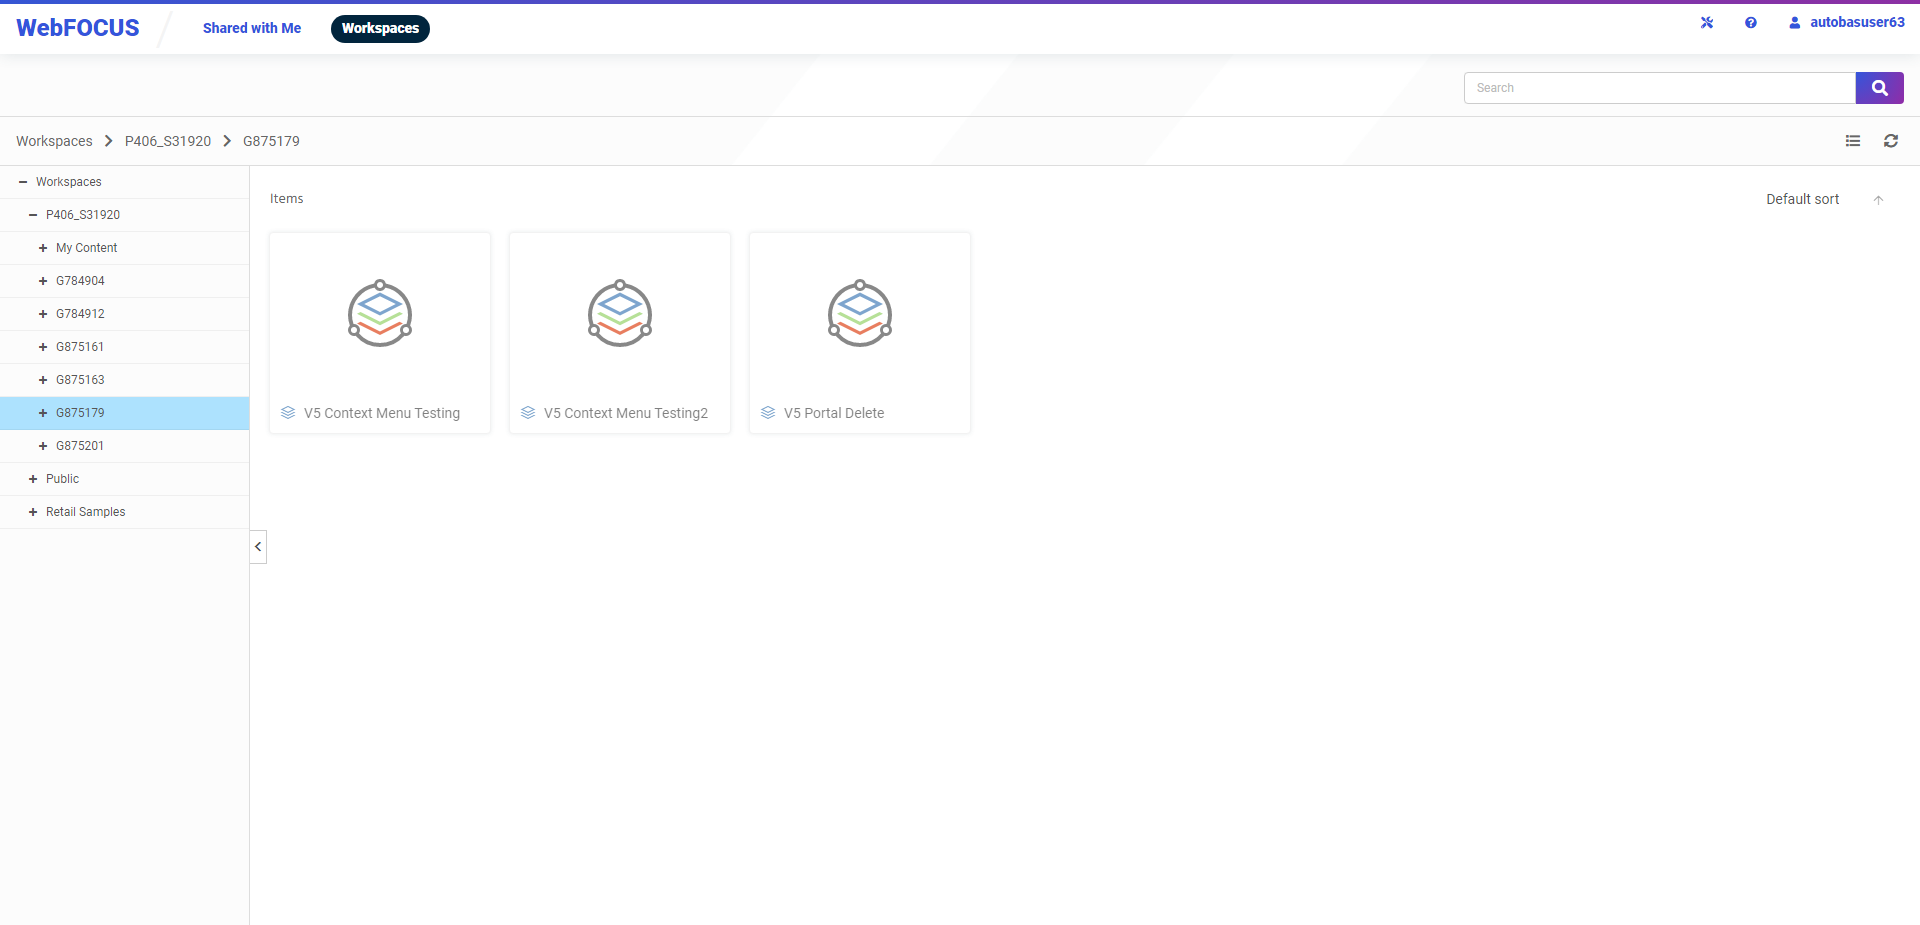 WebFOCUS
Shared with Me
Workspaces
autobasuser63
Search
Workspaces
P406_S31920
G875179
Workspaces
P406_S31920
My Content
G784904
G784912
G875161
G875163
G875179
G875201
Public
Retail Samples
Items
Default sort
V5 Context Menu Testing
V5 Context Menu Testing2
V5 Portal Delete